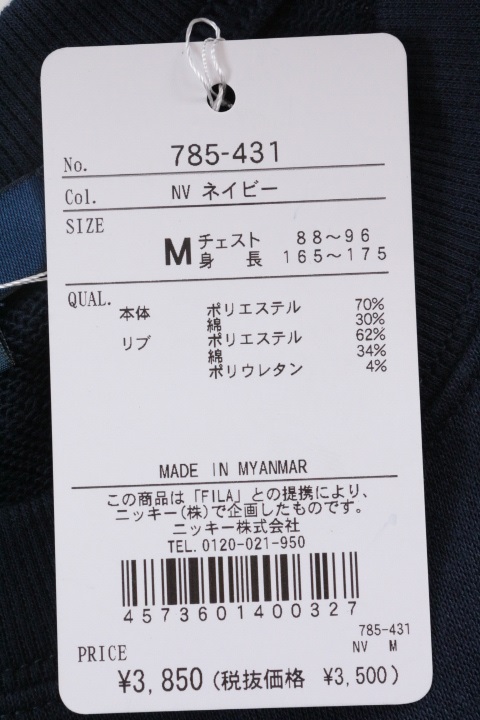 No. 785-431
Col. NV ネイビー
SIZE
M チェスト 88～96
身 長 165～175
QUAL.
本体 ポリエステル 70%
綿 30%
リブ ポリエステル 62%
綿 34%
ポリウレタン 4%
MADE IN MYANMAR
この商品は「FILA」との提携により、
ニッキー(株)で企画したものです。
ニッキー株式会社
TEL. 0120-021-950
4573601400327
785-431
NV M
PRICE
¥3,850 (税抜価格 ¥3,500)